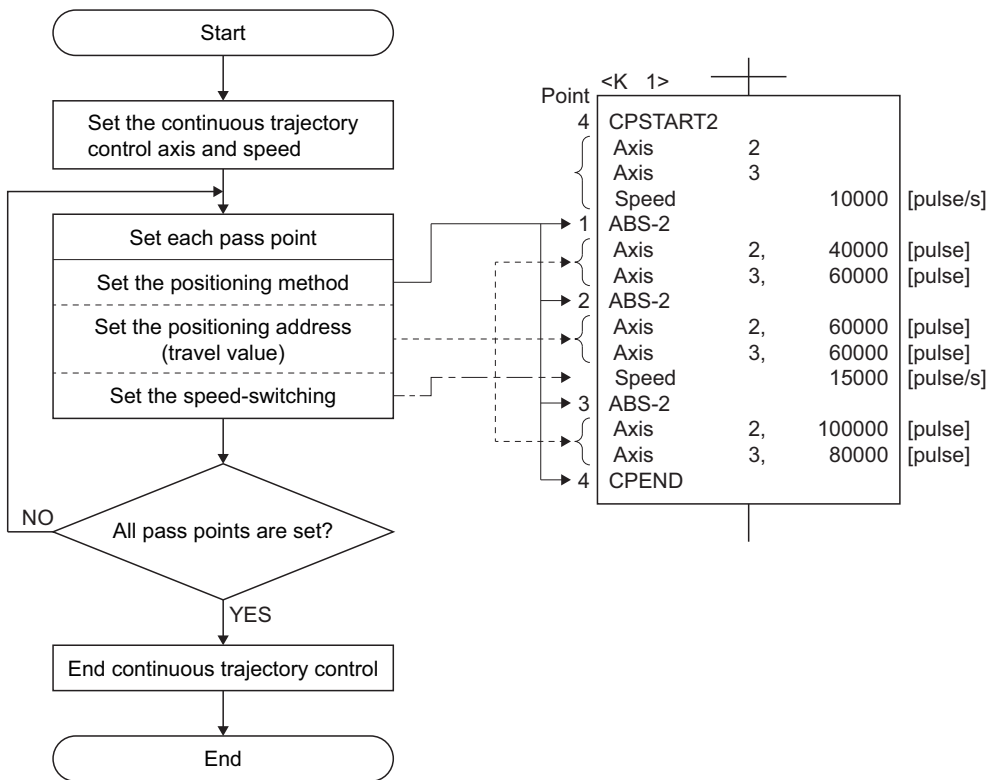 Start
Set the continuous trajectory
control axis and speed
Set each pass point
Set the positioning method
Set the positioning address
(travel value)
Set the speed-switching
All pass points are set?
NO
YES
End continuous trajectory control
End
<K 1>
Point
4 CPSTART2
Axis 2
Axis 3
Speed 10000 [pulse/s]
1 ABS-2
Axis 2, 40000 [pulse]
Axis 3, 60000 [pulse]
2 ABS-2
Axis 2, 60000 [pulse]
Axis 3, 60000 [pulse]
Speed 15000 [pulse/s]
3 ABS-2
Axis 2, 100000 [pulse]
Axis 3, 80000 [pulse]
4 CPEND